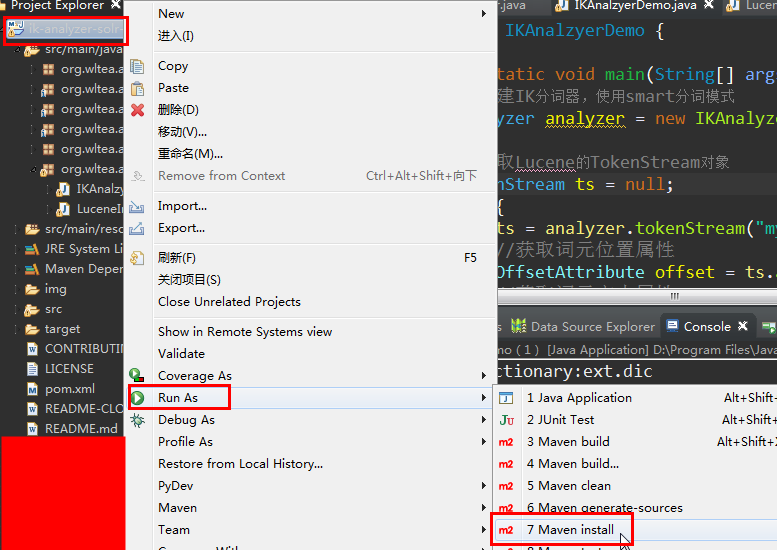 Project Explorer
ik-analyzer-solr
src/main/java
org.wltea.a
org.wltea.a
org.wltea.a
org.wltea.a
org.wltea.a
org.wltea.a
IKAnalzy
LuceneIn
src/main/reso
JRE System Li
Maven Depen
img
src
target
CONTRIBUTIN
LICENSE
pom.xml
README-CLO
README.md
New
进入(I)
Copy
Paste
删除(D)
移动(V)...
重命名(M)...
Remove from Context Ctrl+Alt+Shift+向下
Import...
Export...
刷新(F) F5
关闭项目(S)
Close Unrelated Projects
Show in Remote Systems view
Validate
Coverage As
Run As
Debug As
Profile As
Restore from Local History...
PyDev
Maven
Team
.java IKAnalzyerDemo.java Lucen
IKAnalzyerDemo {
tatic void main(String[] arg
建IK分词器，使用smart分词模式
yzer analyzer = new IKAnalyz
取Lucene的TokenStream对象
nStream ts = null;
{
ts = analyzer.tokenStream("my
//获取词元位置属性
OffsetAttribute offset = ts.a
s Data Source Explorer Console
mo (1) [Java Application] D:\Program Files\Java
ctionary:ext.dic
1 Java Application Alt+Shift+
2 JUnit Test Alt+Shift+
3 Maven build Alt+Shift+X
4 Maven build...
5 Maven clean
6 Maven generate-sources
7 Maven install